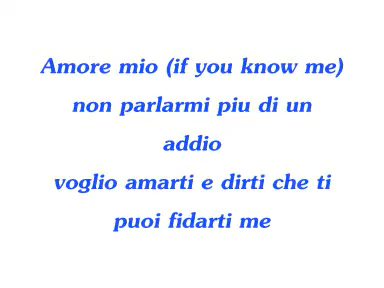 Amore mio (if you know me)
non parlarmi piu di un
addio
voglio amarti e dirti che ti
puoi fidarti me